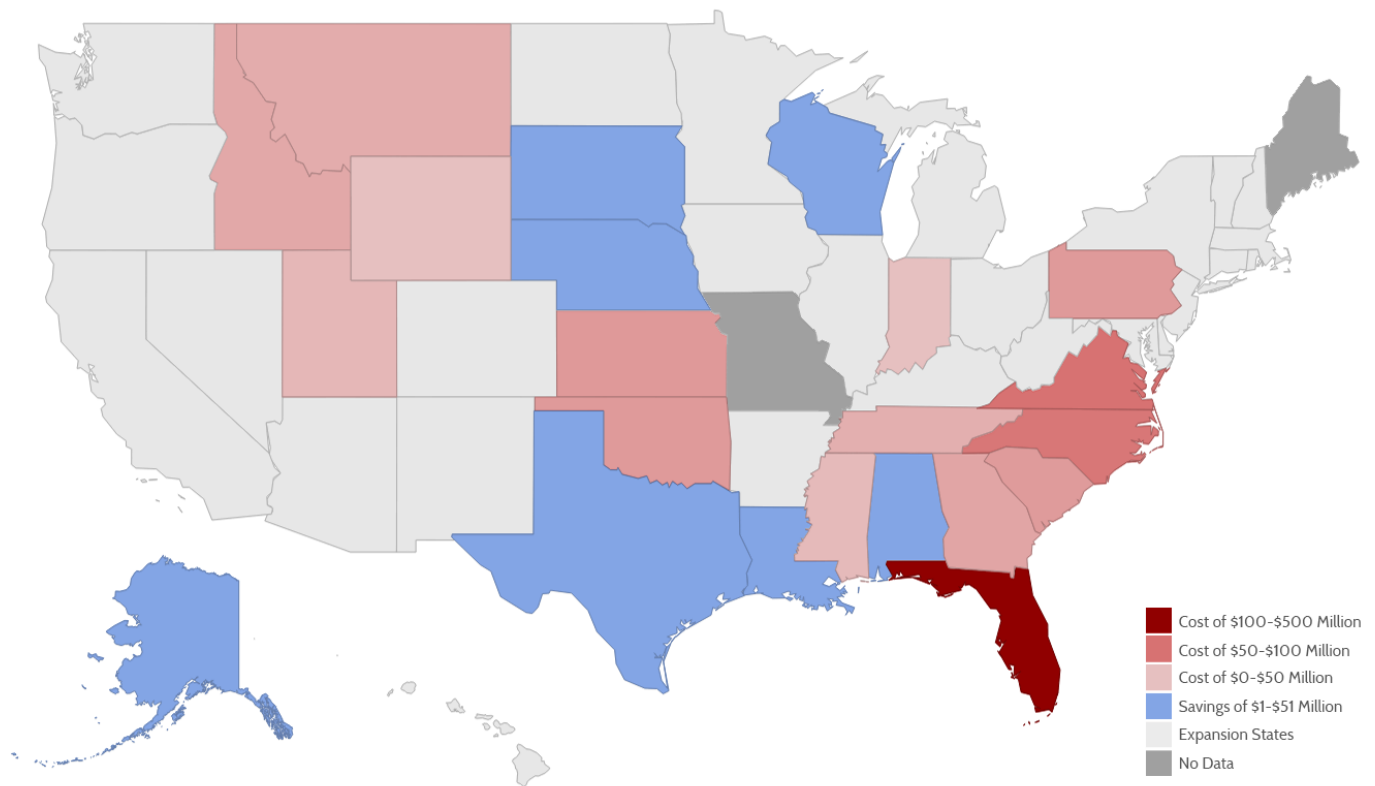 Cost of $100-$500 Million
Cost of $50-$100 Million
Cost of $0-$50 Million
Savings of $1-$51 Million
Expansion States
No Data